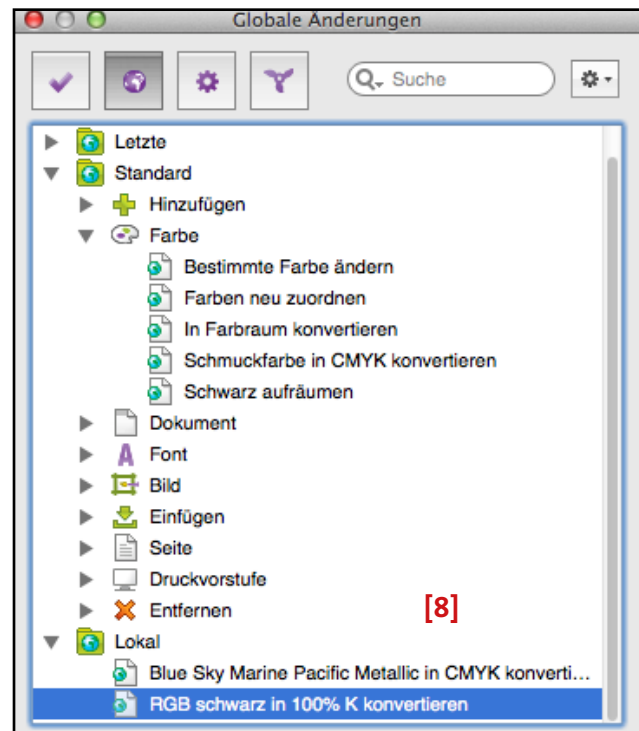 Globale Änderungen
Suche
Letzte
Standard
Hinzufügen
Farbe
Bestimmte Farbe ändern
Farben neu zuordnen
In Farbraum konvertieren
Schmuckfarbe in CMYK konvertieren
Schwarz aufräumen
Dokument
Font
Bild
Einfügen
Seite
Druckvorstufe
Entfernen
[8]
Lokal
Blue Sky Marine Pacific Metallic in CMYK konverti...
RGB schwarz in 100% K konvertieren